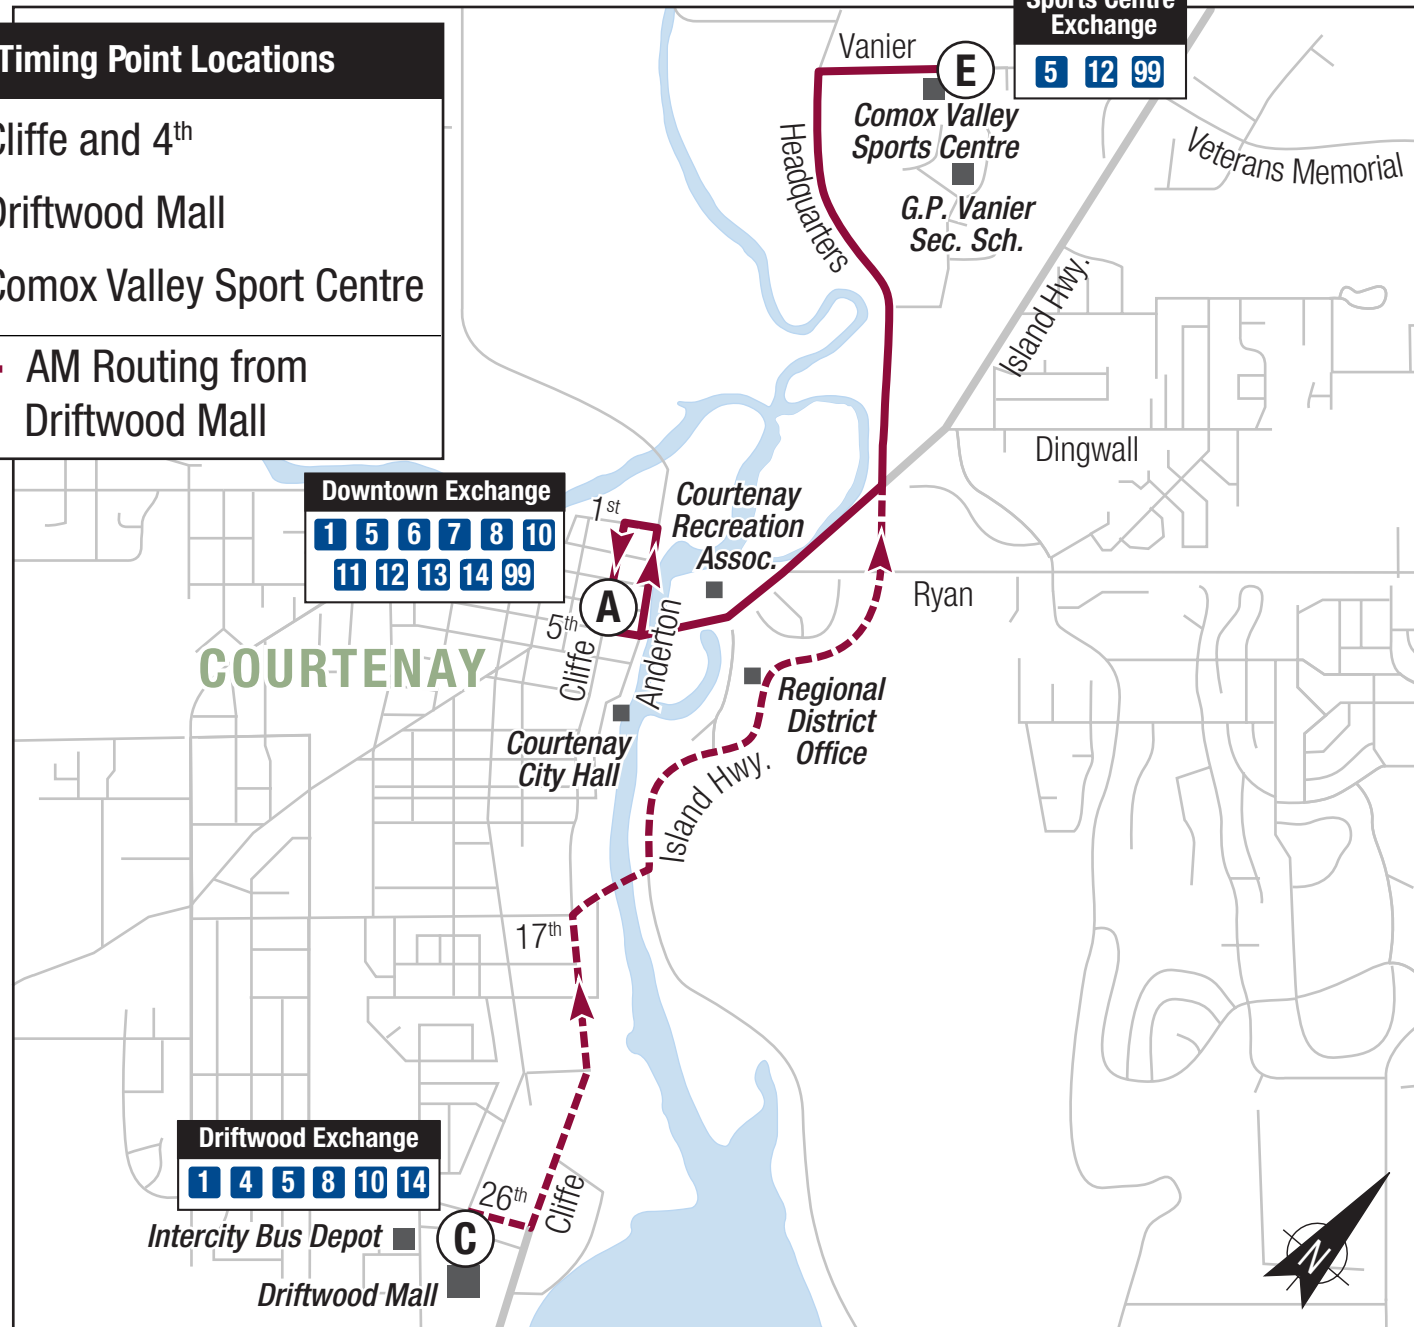 Timing Point Locations
Cliffe and 4th
Driftwood Mall
Comox Valley Sport Centre
AM Routing from
Driftwood Mall
Sports Centre
Exchange
5 12 99
Vanier
E
Comox Valley
Sports Centre
G.P. Vanier
Sec. Sch.
Headquarters
Veterans Memorial
Island Hwy.
Dingwall
Downtown Exchange
1 5 6 7 8 10
11 12 13 14 99
1st
Courtenay
Recreation
Assoc.
A
5th
Cliffe
Anderton
Ryan
COURTENAY
Courtenay
City Hall
Regional
District
Office
Island Hwy.
17th
Driftwood Exchange
1 4 5 8 10 14
26th
Cliffe
C
Intercity Bus Depot
Driftwood Mall
N